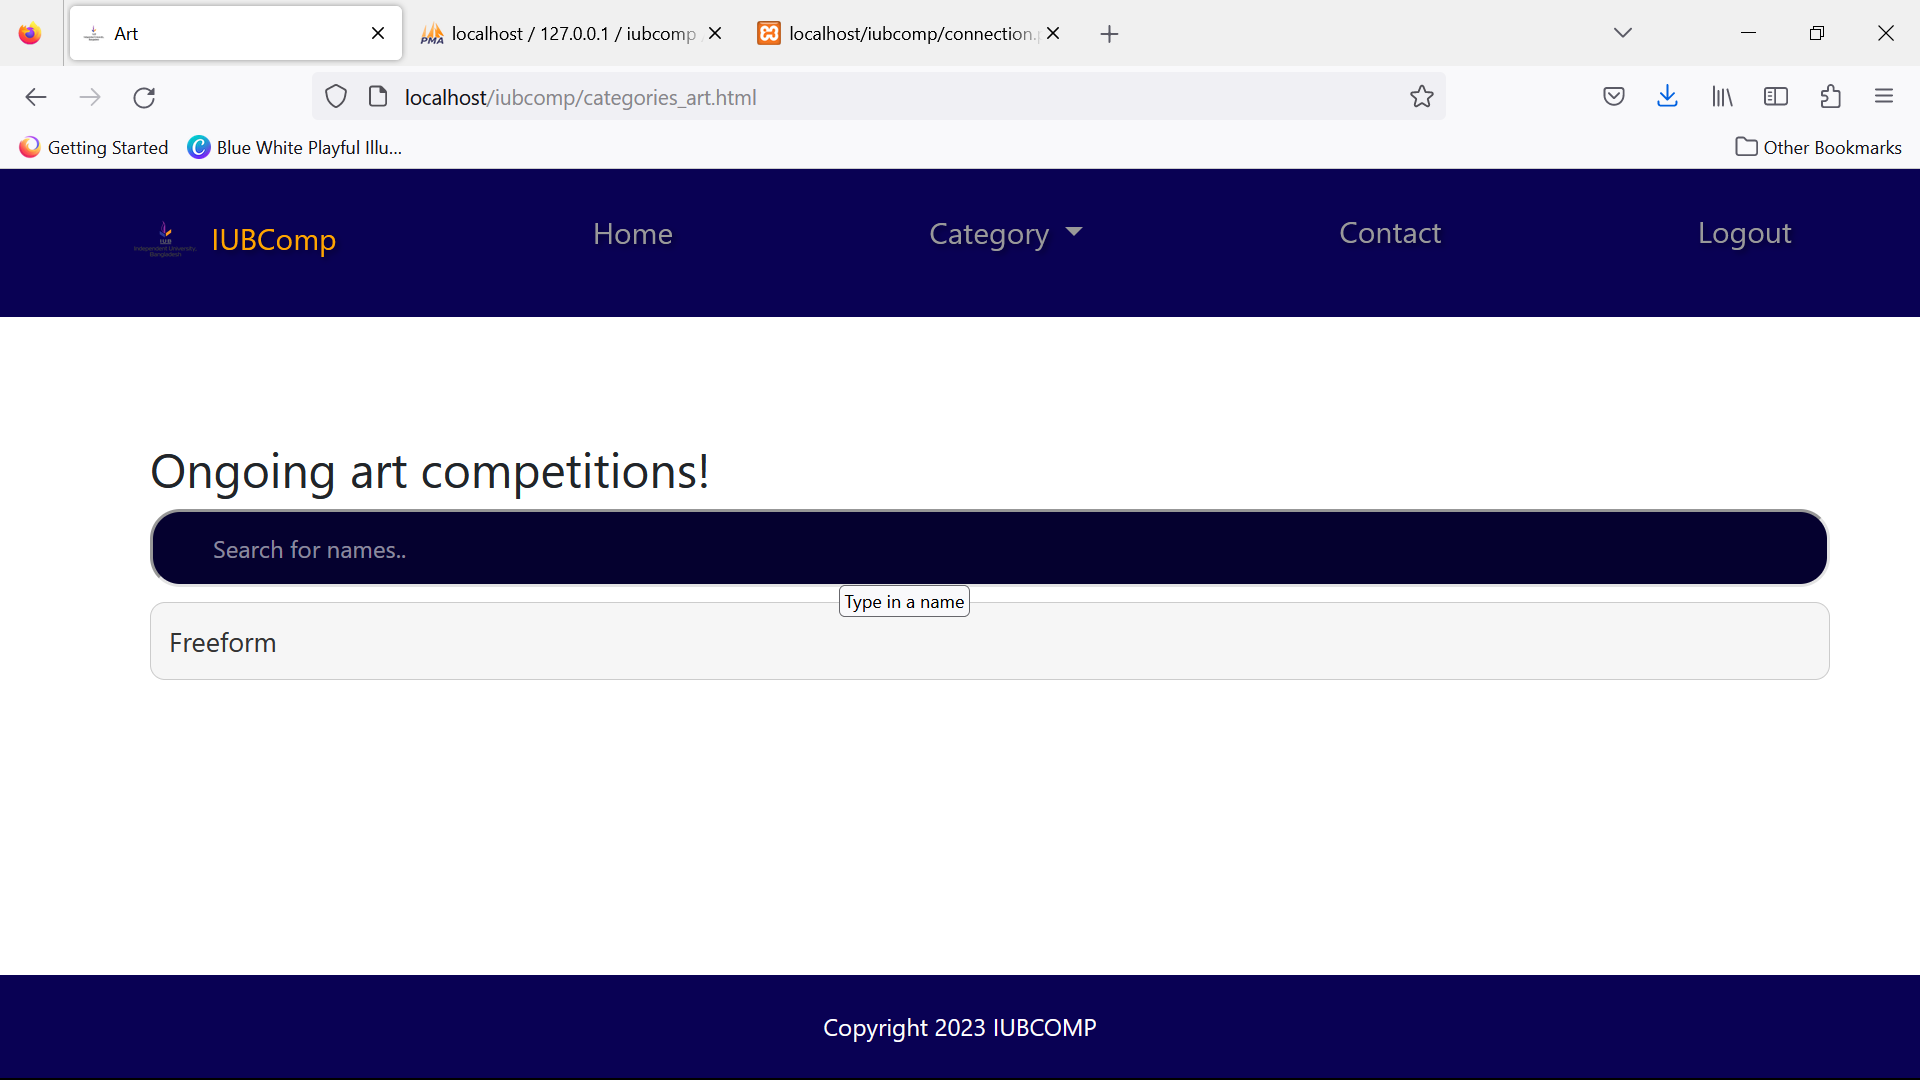 Art
localhost / 127.0.0.1 / iubcomp
localhost/iubcomp/connection.
localhost/iubcomp/categories_art.html
Getting Started
Blue White Playful Illu...
Other Bookmarks
IUBComp
Home
Category
Contact
Logout
Ongoing art competitions!
Search for names..
Type in a name
Freeform
Copyright 2023 IUBCOMP